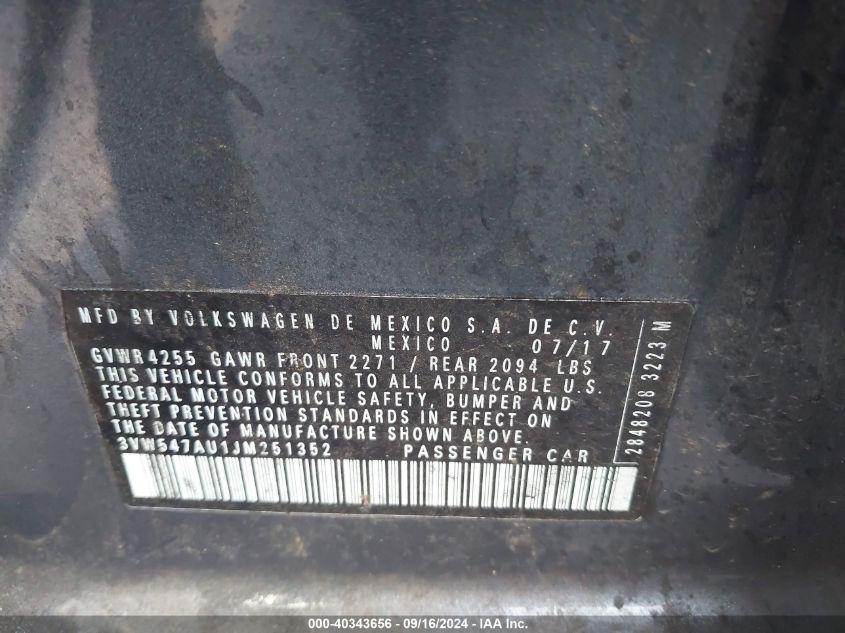 MFD BY VOLKSWAGEN DE MEXICO S.A. DE C.V.
MEXICO 07/17
GVWR4255 GAWR FRONT 2271 / REAR 2094 LBS
THIS VEHICLE CONFORMS TO ALL APPLICABLE U.S.
FEDERAL MOTOR VEHICLE SAFETY, BUMPER AND
THEFT PREVENTION STANDARDS IN EFFECT ON
THE DATE OF MANUFACTURE SHOWN ABOVE.
3VW547AU1JM251352 PASSENGER CAR
2848208 3223 M
000-40343656 - 09/16/2024 - IAA Inc.